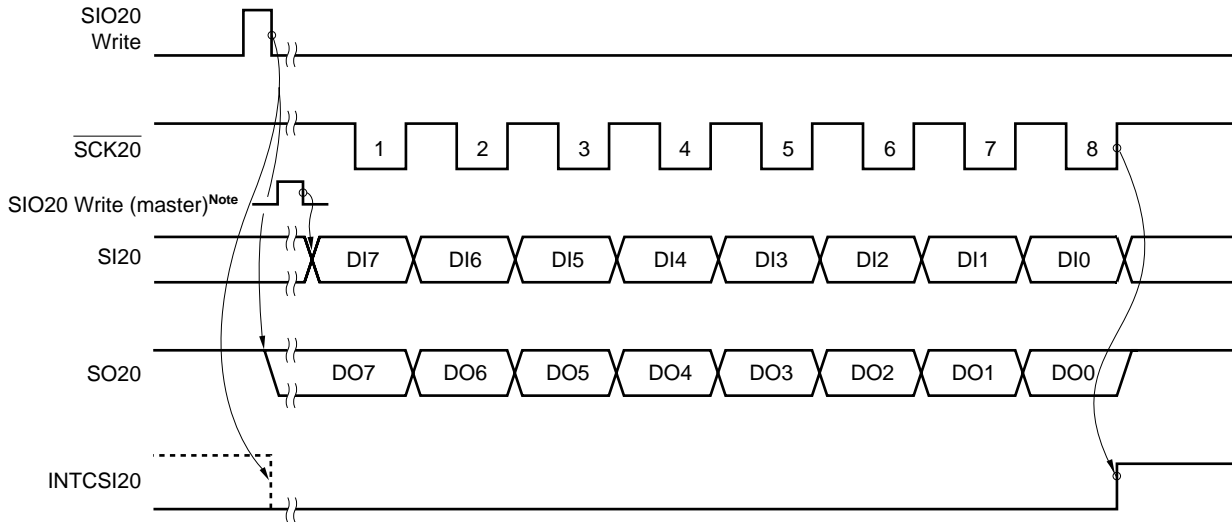 SIO20
Write
SCK20
1 2 3 4 5 6 7 8
SIO20 Write (master)Note
SI20
DI7 DI6 DI5 DI4 DI3 DI2 DI1 DI0
SO20
DO7 DO6 DO5 DO4 DO3 DO2 DO1 DO0
INTCSI20